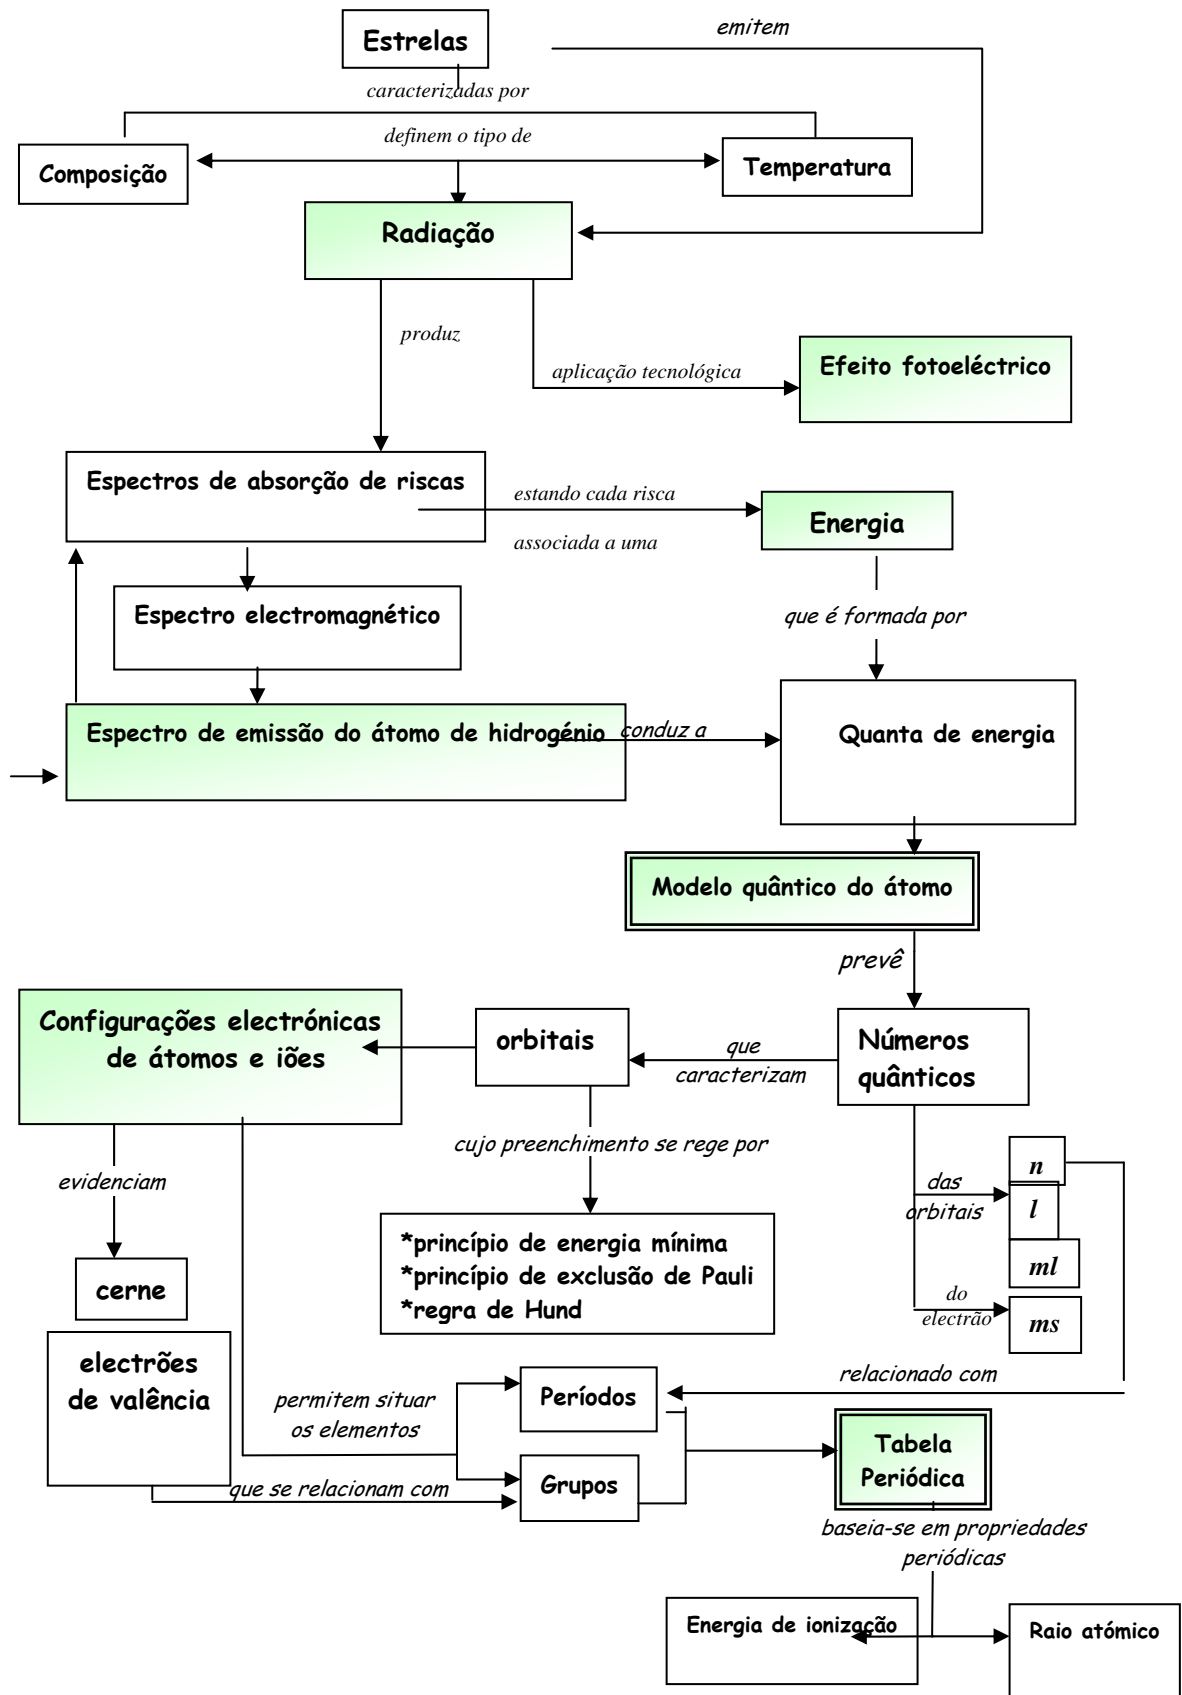 Estrelas
emitem
caracterizadas por
definem o tipo de
Composição
Temperatura
Radiação
produz
aplicação tecnológica
Efeito fotoeléctrico
Espectros de absorção de riscas
estando cada risca
associada a uma
Energia
Espectro electromagnético
que é formada por
Espectro de emissão do átomo de hidrogénio
conduz a
Quanta de energia
Modelo quântico do átomo
prevê
Configurações electrónicas
de átomos e iões
orbitais
que
caracterizam
Números
quânticos
cujo preenchimento se rege por
evidenciam
das
orbitais
n
l
ml
do
electrão
ms
*princípio de energia mínima
*princípio de exclusão de Pauli
*regra de Hund
cerne
electrões
de valência
relacionado com
permitem situar
os elementos
Períodos
Grupos
que se relacionam com
Tabela
Periódica
baseia-se em propriedades
periódicas
Energia de ionização
Raio atómico